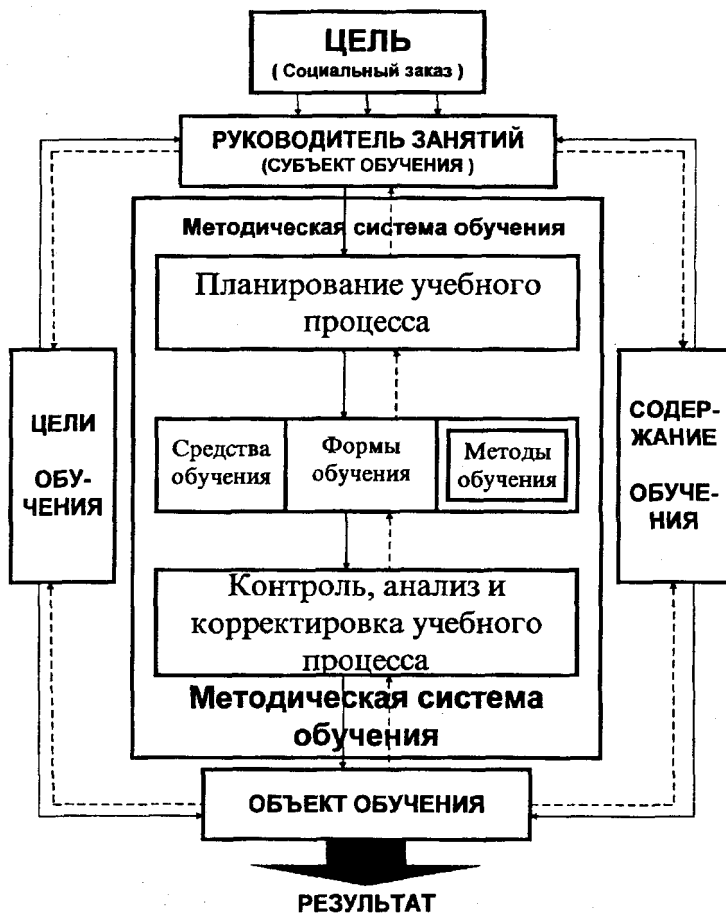 ЦЕЛЬ
( Социальный заказ )
РУКОВОДИТЕЛЬ ЗАНЯТИЙ
(СУБЪЕКТ ОБУЧЕНИЯ )
Методическая система обучения
Планирование учебного
процесса
ЦЕЛИ
ОБУ-
ЧЕНИЯ
Средства
обучения
Формы
обучения
Методы
обучения
СОДЕР-
ЖАНИЕ
ОБУЧЕ-
НИЯ
Контроль, анализ и
корректировка учебного
процесса
Методическая система
обучения
ОБЪЕКТ ОБУЧЕНИЯ
РЕЗУЛЬТАТ